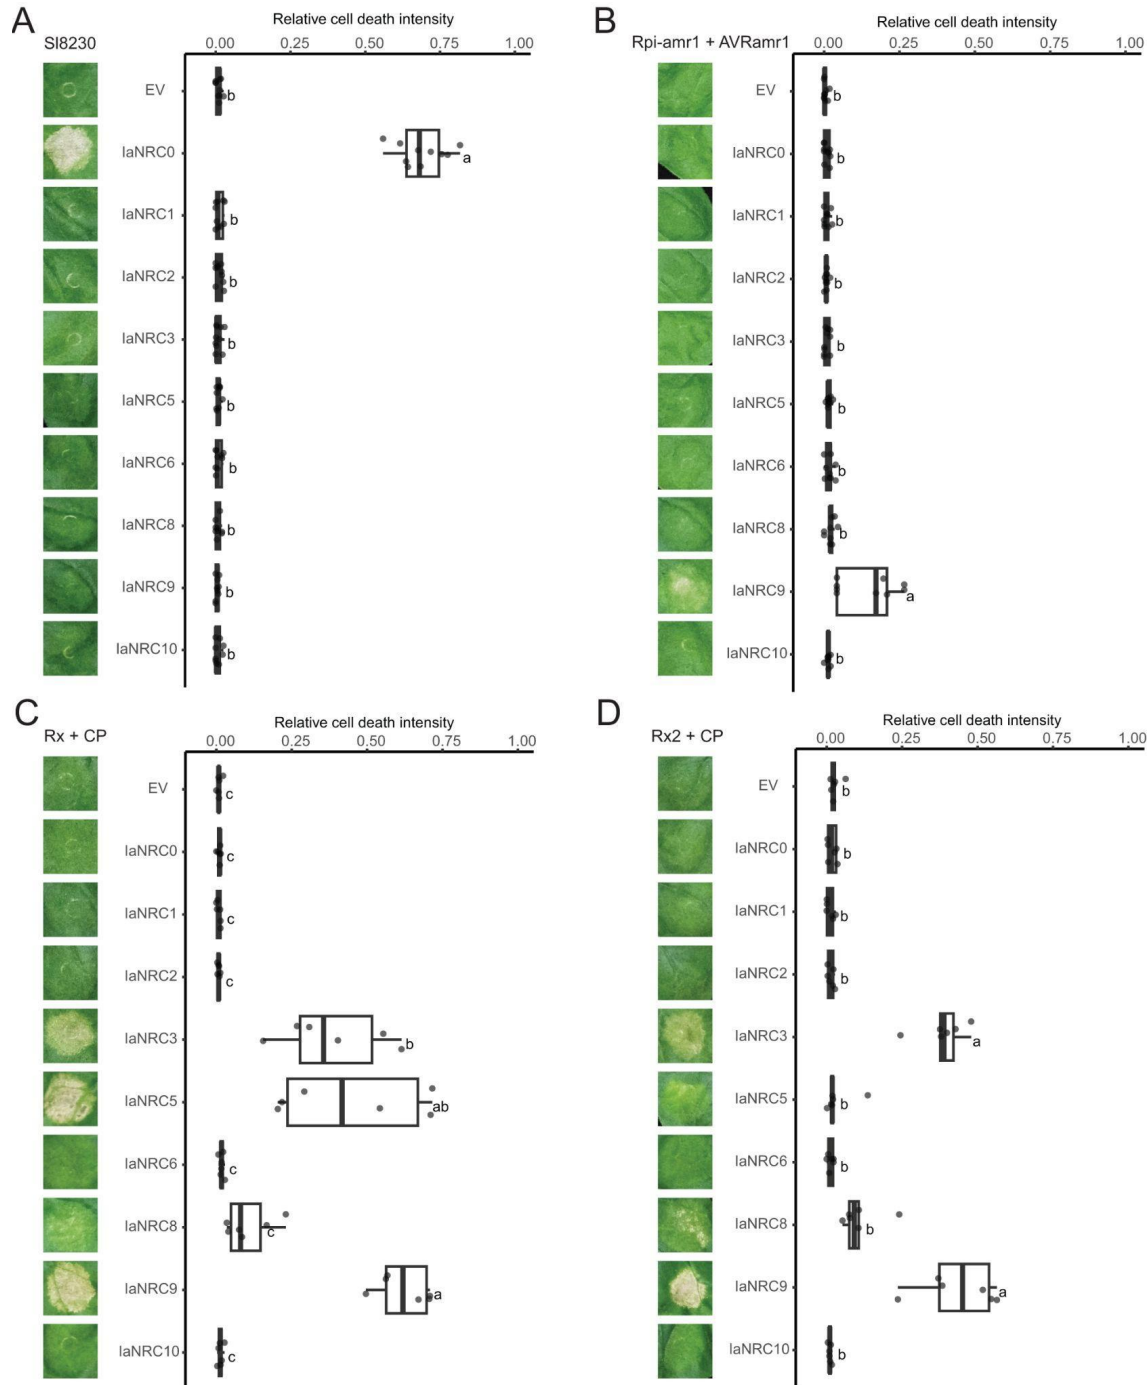 A
Relative cell death intensity
SI8230
0.00 0.25 0.50 0.75 1.00
EV b
IaNRC0 a
IaNRC1 b
IaNRC2 b
IaNRC3 b
IaNRC5 b
IaNRC6 b
IaNRC8 b
IaNRC9 b
IaNRC10 b
B
Relative cell death intensity
Rpi-amr1 + AVRamr1
0.00 0.25 0.50 0.75 1.00
EV b
IaNRC0 b
IaNRC1 b
IaNRC2 b
IaNRC3 b
IaNRC5 b
IaNRC6 b
IaNRC8 b
IaNRC9 a
IaNRC10 b
C
Relative cell death intensity
Rx + CP
0.00 0.25 0.50 0.75 1.00
EV c
IaNRC0 c
IaNRC1 c
IaNRC2 c
IaNRC3 b
IaNRC5 ab
IaNRC6 c
IaNRC8 c
IaNRC9 a
IaNRC10 c
D
Relative cell death intensity
Rx2 + CP
0.00 0.25 0.50 0.75 1.00
EV b
IaNRC0 b
IaNRC1 b
IaNRC2 b
IaNRC3 a
IaNRC5 b
IaNRC6 b
IaNRC8 b
IaNRC9 a
IaNRC10 b